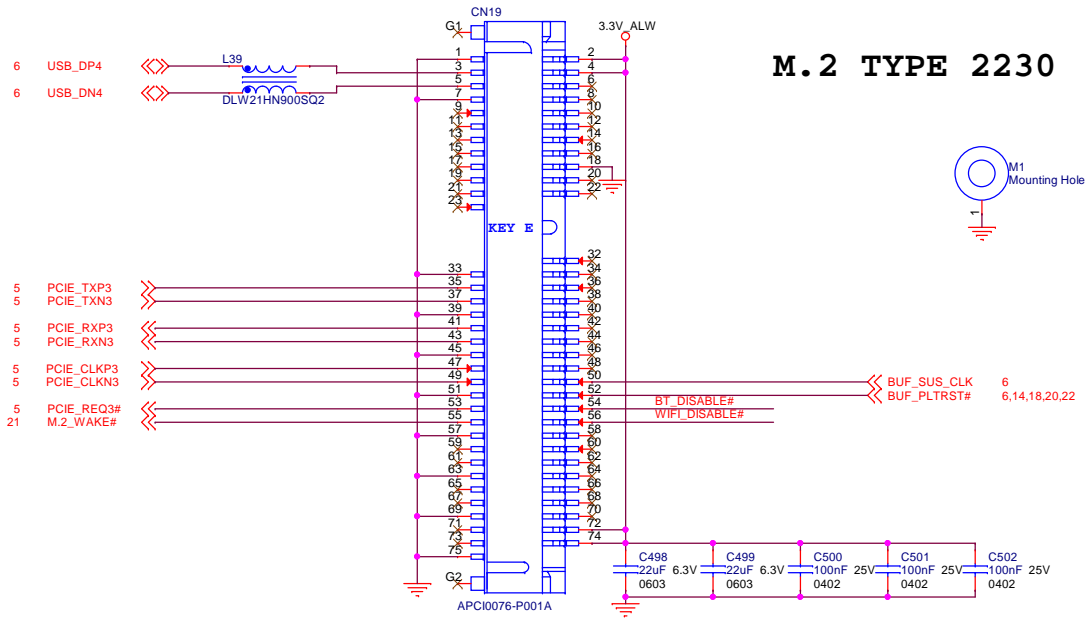 M.2 TYPE 2230
CN19
G1
3.3V_ALW
6 USB_DP4
6 USB_DN4
L39
DLW21HN900SQ2
1 2
3 4
5 6
7 8
9 10
11 12
13 14
15 16
17 18
19 20
21 22
23
KEY E
M1
Mounting Hole
1
32
33 34
35 36
37 38
39 40
41 42
43 44
45 46
47 48
49 50
51 52
53 54
55 56
57 58
59 60
61 62
63 64
65 66
67 68
69 70
71 72
73 74
75
5 PCIE_TXP3
5 PCIE_TXN3
5 PCIE_RXP3
5 PCIE_RXN3
5 PCIE_CLKP3
5 PCIE_CLKN3
5 PCIE_REQ3#
21 M.2_WAKE#
BUF_SUS_CLK 6
BUF_PLTRST# 6,14,18,20,22
BT_DISABLE#
WIFI_DISABLE#
G2
APCI0076-P001A
C498
22uF 6.3V
0603
C499
22uF 6.3V
0603
C500
100nF 25V
0402
C501
100nF 25V
0402
C502
100nF 25V
0402